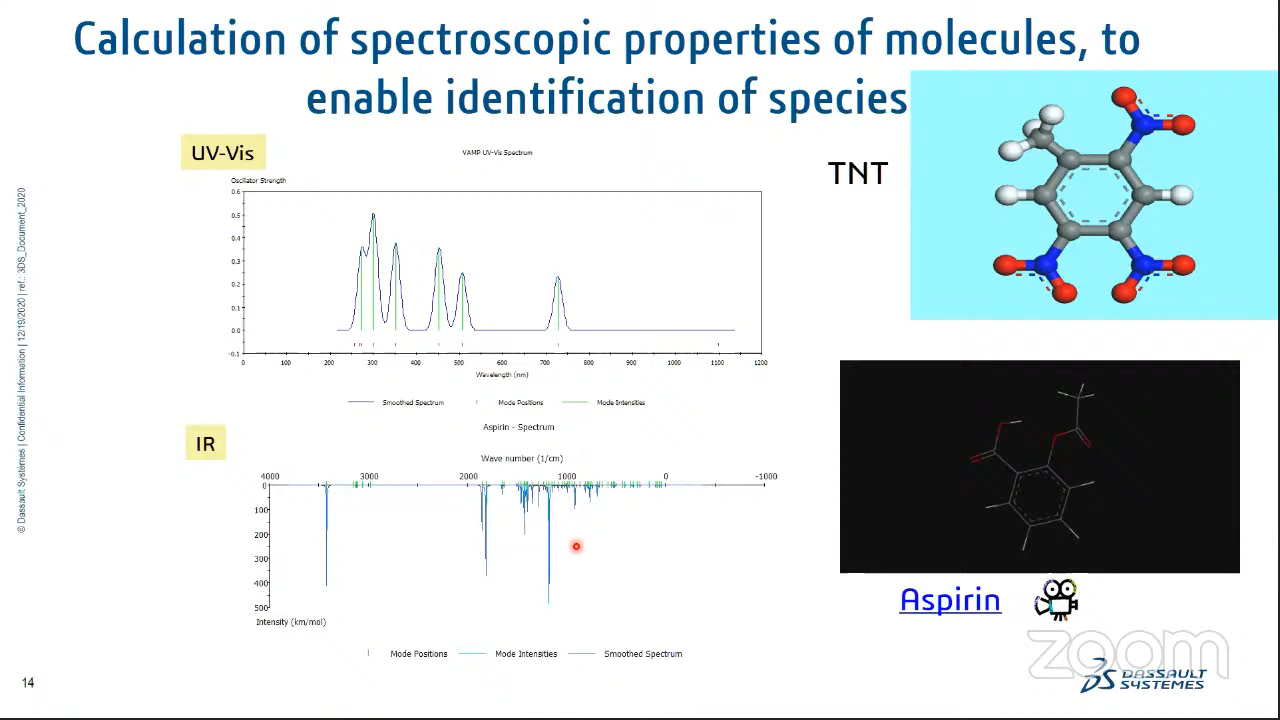 Calculation of spectroscopic properties of molecules, to
enable identification of species
UV-Vis
VAMP UV-Vis Spectrum
TNT
Oscillator Strength
0.6
0.5
0.4
0.3
0.2
0.1
0.0
-0.1
0 100 200 300 400 500 600 700 800 900 1000 1100 1200
Wavelength (nm)
Smoothed Spectrum Mode Positions Mode Intensities
IR
Aspirin - Spectrum
Wave number (1/cm)
4000 3000 2000 1000 0 -1000
0
100
200
300
400
500
Intensity (km/mol)
Mode Positions Mode Intensities Smoothed Spectrum
Aspirin
zoom
DASSAULT
SYSTEMES
14
© Dassault Systèmes | Confidential Information | 12/19/2020 | ref.: 3DS_Document_2020